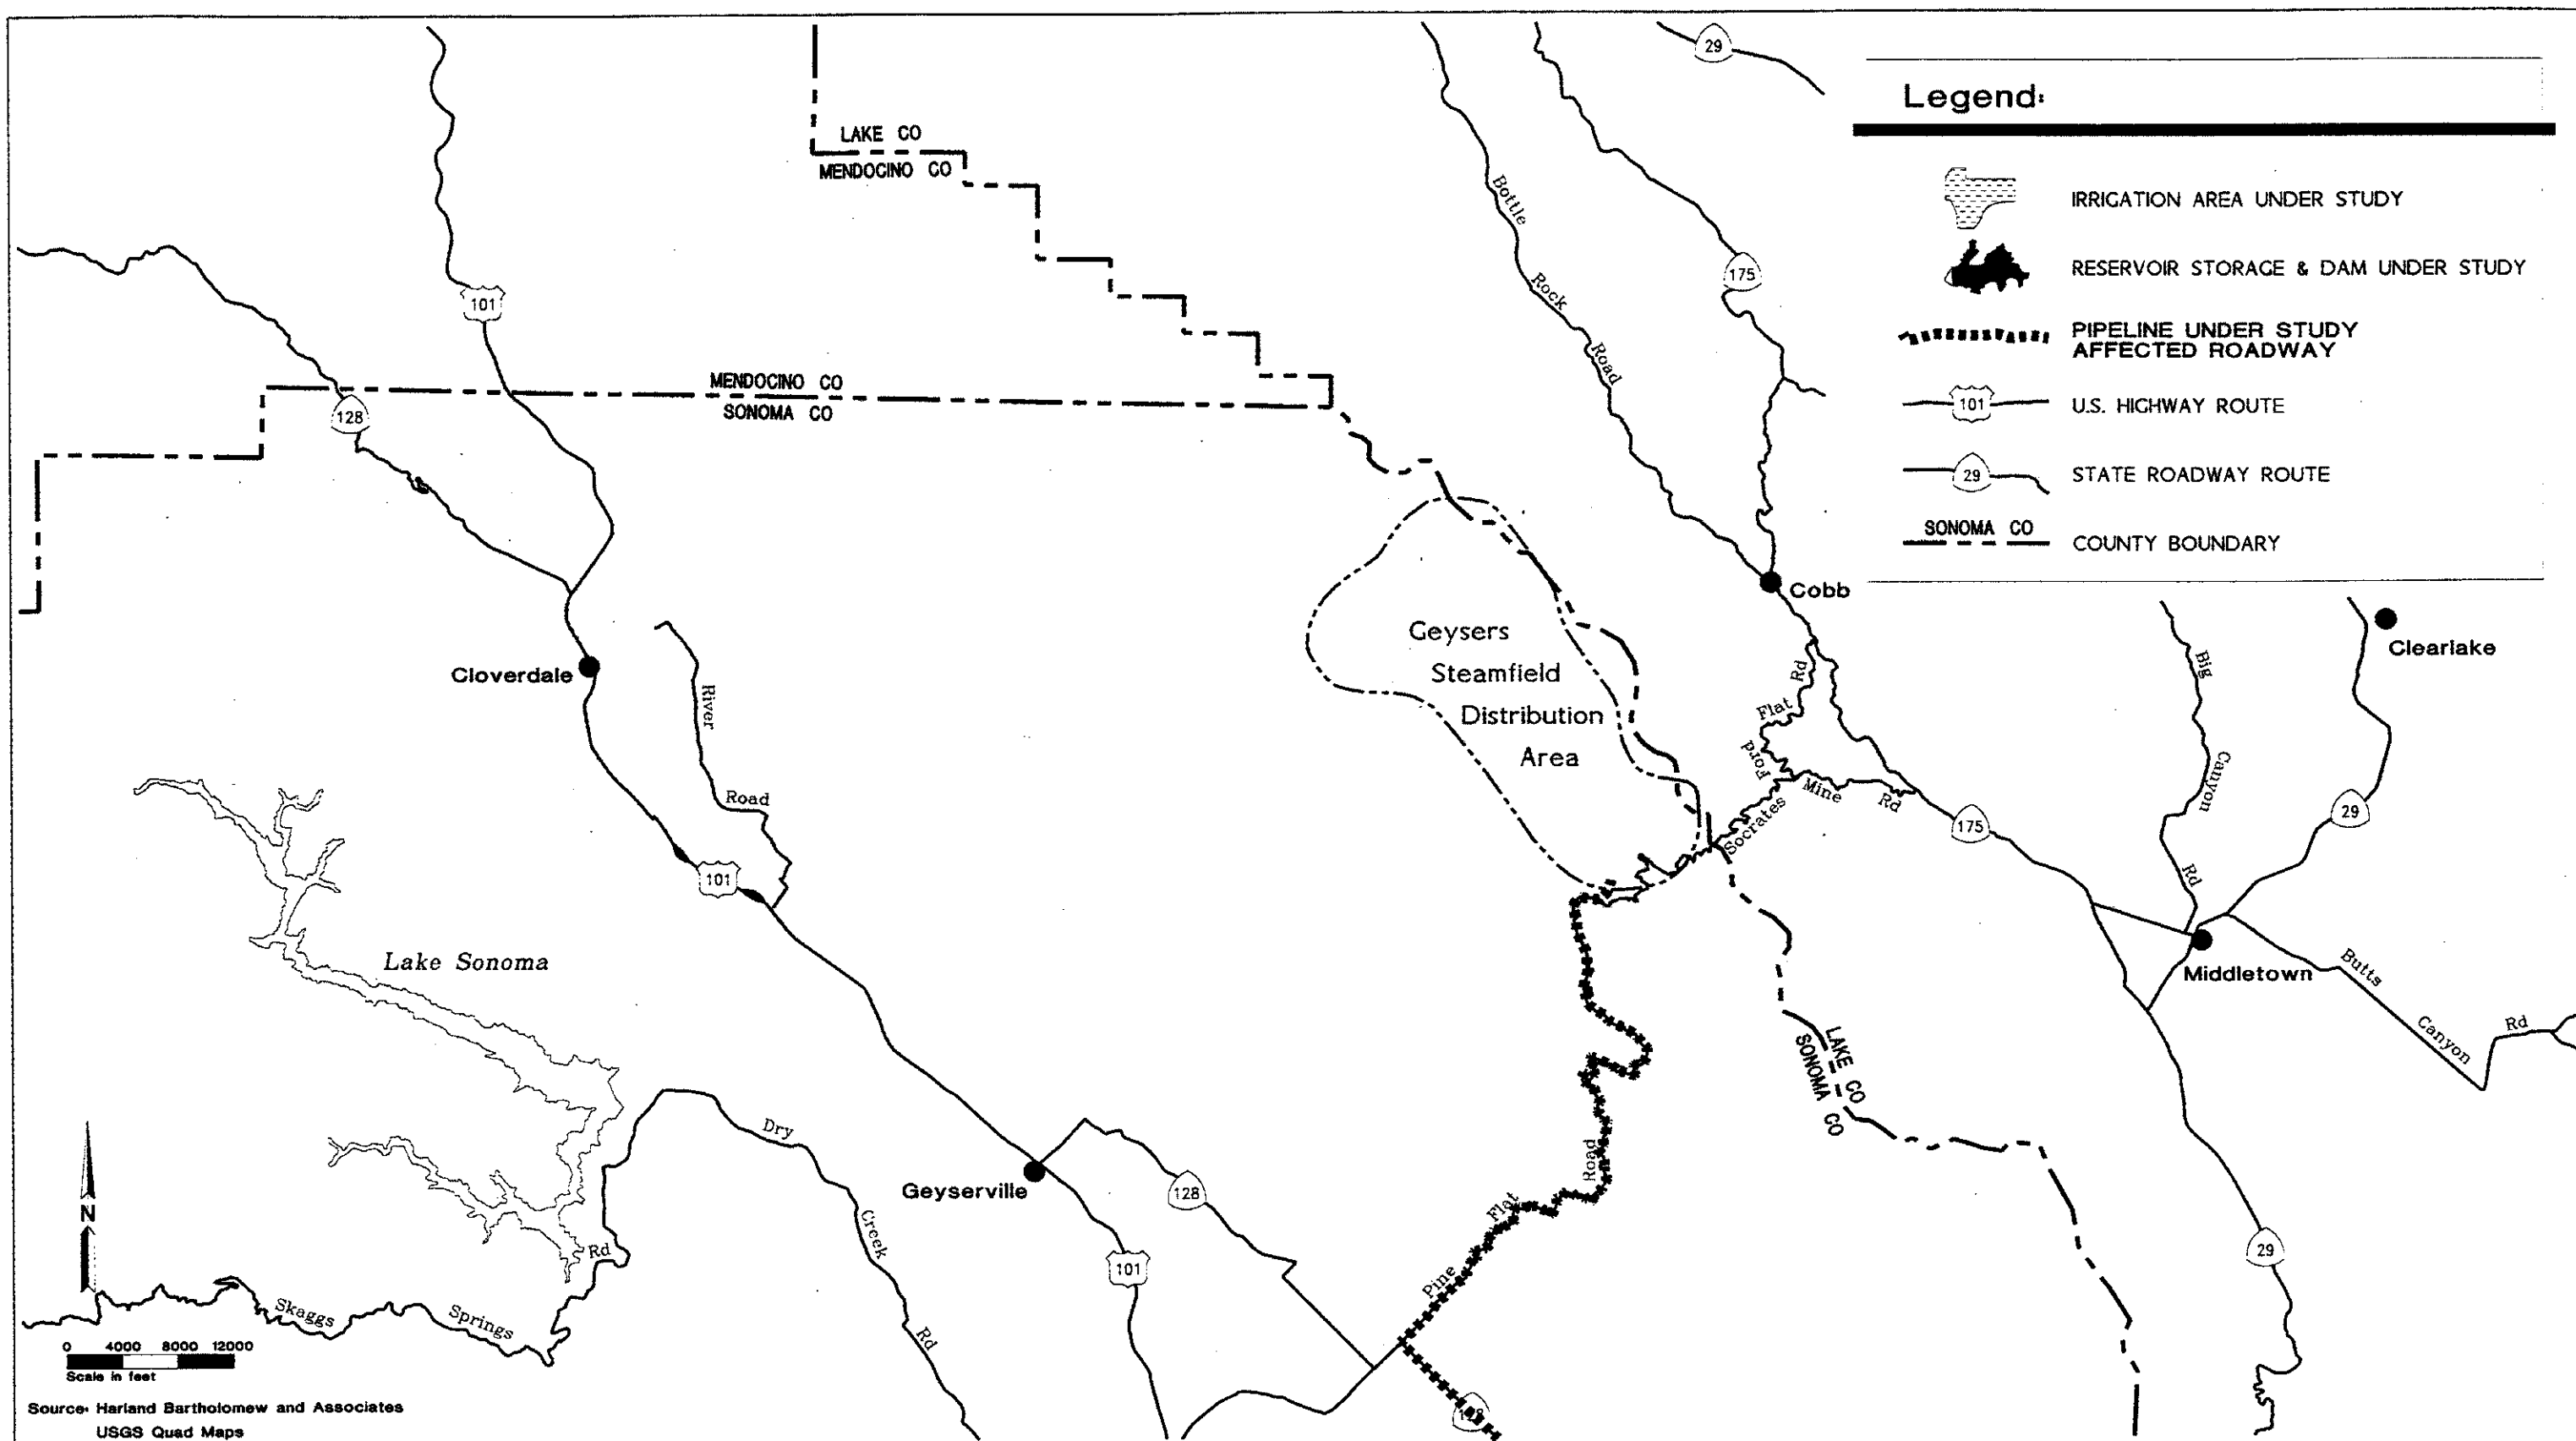 29
Legend:
LAKE CO
MENDOCINO CO
Bottle
Rock
Road
175
101
IRRIGATION AREA UNDER STUDY
RESERVOIR STORAGE & DAM UNDER STUDY
PIPELINE UNDER STUDY
AFFECTED ROADWAY
101
U.S. HIGHWAY ROUTE
29
STATE ROADWAY ROUTE
SONOMA CO
COUNTY BOUNDARY
MENDOCINO CO
SONOMA CO
128
Cobb
Clearlake
Geysers
Steamfield
Distribution
Area
Cloverdale
River
Road
Ford
Flat
Rd
Socrates
Mine
Rd
175
Big
Canyon
Rd
29
101
Lake Sonoma
Middletown
Butts
Canyon
Rd
LAKE CO
SONOMA CO
Dry
Creek
Rd
Geyserville
128
101
Pine
Flat
Road
29
N
Skaggs
Springs
Rd
0 4000 8000 12000
Scale in feet
Source: Harland Bartholomew and Associates
USGS Quad Maps